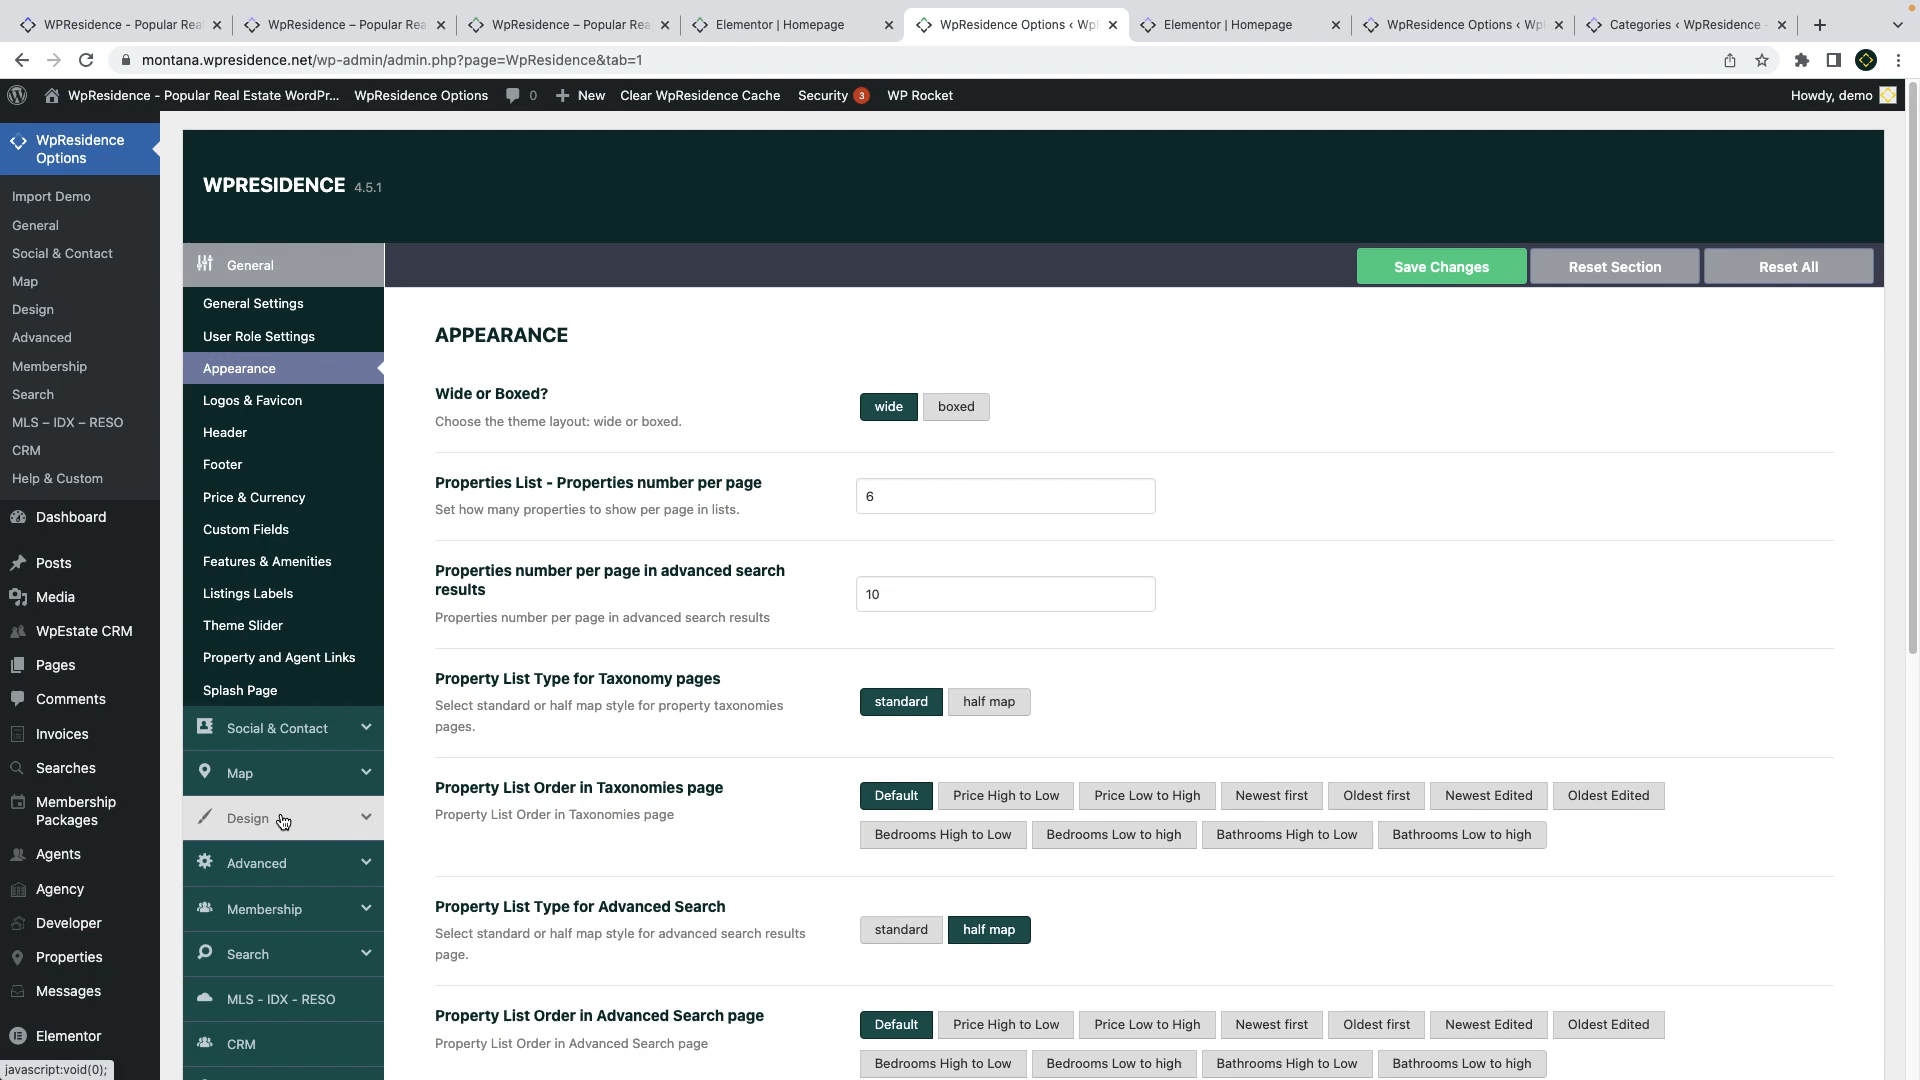 WPResidence - Popular Real
WPResidence – Popular Rea
WPResidence – Popular Rea
Elementor | Homepage
WpResidence Options ‹ WpR
Elementor | Homepage
WpResidence Options ‹ WpR
Categories ‹ WpResidence -
montana.wpresidence.net/wp-admin/admin.php?page=WpResidence&tab=1
WpResidence - Popular Real Estate WordPr...
WpResidence Options
0
New
Clear WpResidence Cache
Security 3
WP Rocket
Howdy, demo
WpResidence
Options
Import Demo
General
Social & Contact
Map
Design
Advanced
Membership
Search
MLS – IDX – RESO
CRM
Help & Custom
Dashboard
Posts
Media
WpEstate CRM
Pages
Comments
Invoices
Searches
Membership
Packages
Agents
Agency
Developer
Properties
Messages
Elementor
javascript:void(0);
WPRESIDENCE 4.5.1
General
General Settings
User Role Settings
Appearance
Logos & Favicon
Header
Footer
Price & Currency
Custom Fields
Features & Amenities
Listings Labels
Theme Slider
Property and Agent Links
Splash Page
Social & Contact
Map
Design
Advanced
Membership
Search
MLS - IDX - RESO
CRM
Save Changes
Reset Section
Reset All
APPEARANCE
Wide or Boxed?
Choose the theme layout: wide or boxed.
wide boxed
Properties List - Properties number per page
Set how many properties to show per page in lists.
6
Properties number per page in advanced search
results
Properties number per page in advanced search results
10
Property List Type for Taxonomy pages
Select standard or half map style for property taxonomies
pages.
standard half map
Property List Order in Taxonomies page
Property List Order in Taxonomies page
Default Price High to Low Price Low to High Newest first Oldest first Newest Edited Oldest Edited
Bedrooms High to Low Bedrooms Low to high Bathrooms High to Low Bathrooms Low to high
Property List Type for Advanced Search
Select standard or half map style for advanced search results
page.
standard half map
Property List Order in Advanced Search page
Property List Order in Advanced Search page
Default Price High to Low Price Low to High Newest first Oldest first Newest Edited Oldest Edited
Bedrooms High to Low Bedrooms Low to high Bathrooms High to Low Bathrooms Low to high